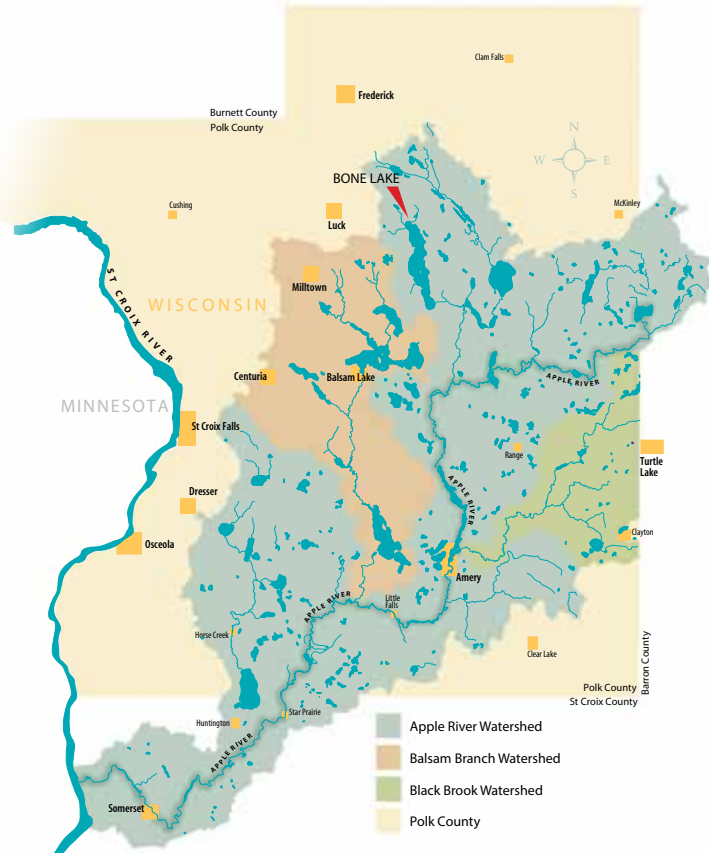 Clam Falls
Frederick
Burnett County
Polk County
N
W E
S
BONE LAKE
Cushing
McKinley
Luck
ST CROIX RIVER
Milltown
WISCONSIN
Centuria
Balsam Lake
APPLE RIVER
MINNESOTA
St Croix Falls
Range
Turtle
Lake
APPLE RIVER
Dresser
Osceola
Clayton
Amery
Little
Falls
APPLE RIVER
Horse Creek
Clear Lake
Barron County
Polk County
St Croix County
Star Prairie
Huntington
APPLE RIVER
Somerset
Apple River Watershed
Balsam Branch Watershed
Black Brook Watershed
Polk County